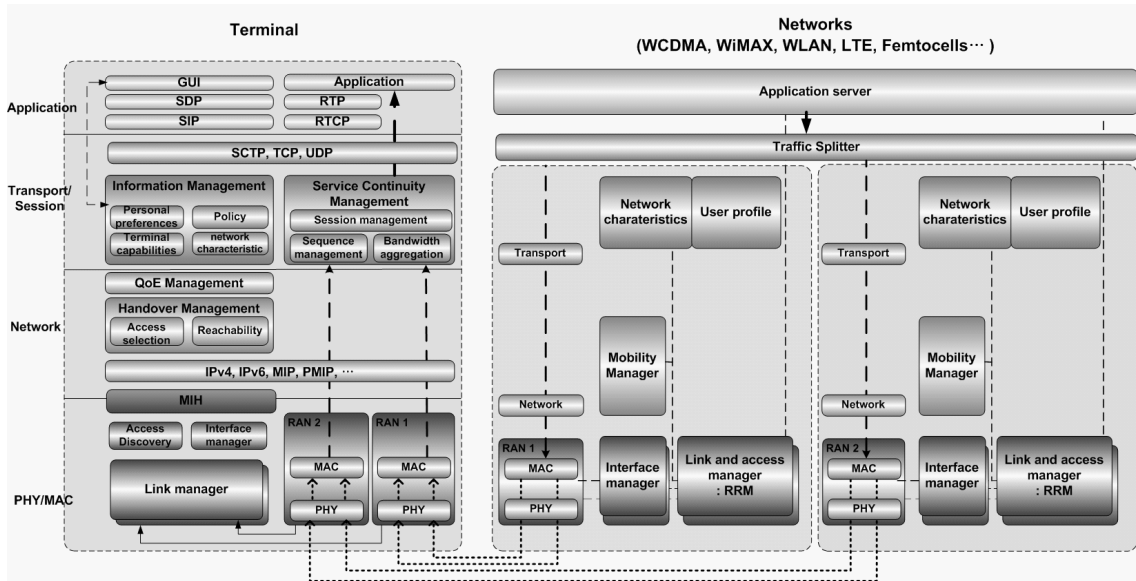 Terminal
Networks
(WCDMA, WiMAX, WLAN, LTE, Femtocells⋯ )
Application
GUI
Application
SDP
RTP
SIP
RTCP
Transport/
Session
SCTP, TCP, UDP
Information Management
Personal
preferences
Policy
Terminal
capabilities
network
characteristic
Service Continuity
Management
Session management
Sequence
management
Bandwidth
aggregation
Network
QoE Management
Handover Management
Access
selection
Reachability
IPv4, IPv6, MIP, PMIP, ⋯
PHY/MAC
MIH
Access
Discovery
Interface
manager
Link manager
RAN 2
MAC
PHY
RAN 1
MAC
PHY
Application server
Traffic Splitter
Network
charateristics
User profile
Transport
Mobility
Manager
Network
RAN 1
MAC
PHY
Interface
manager
Link and access
manager
: RRM
Network
charateristics
User profile
Transport
Mobility
Manager
Network
RAN 2
MAC
PHY
Interface
manager
Link and access
manager
: RRM